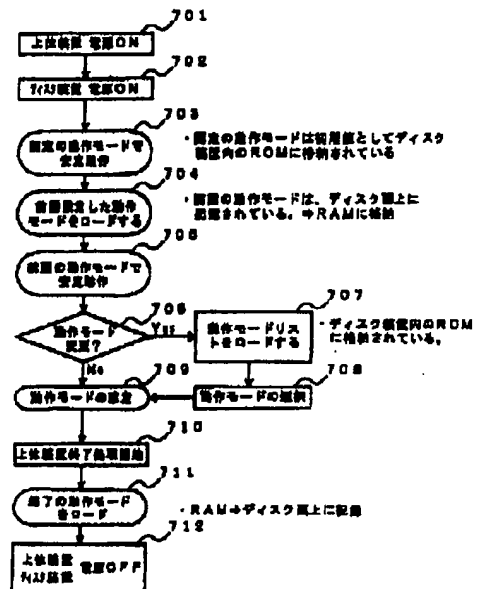 701
上位装置 電源ON
702
ディスク装置 電源ON
703
固定の動作モードで
安定動作
・固定の動作モードは初期値としてディスク
装置内のROMに格納されている
704
前回設定した動作
モードをロードする
・前回の動作モードは、ディスク面上に
記憶されている。⇒RAMに格納
705
前回の動作モードで
安定動作
706
動作モード
変更?
Yes
No
707
動作モードリス
トをロードする
・ディスク装置内のROM
に格納されている。
708
動作モードの選択
709
動作モードの設定
710
上位装置終了処理開始
711
終了の動作モード
をロード
・RAM⇒ディスク面上に記録
712
上位装置
ディスク装置 電源OFF